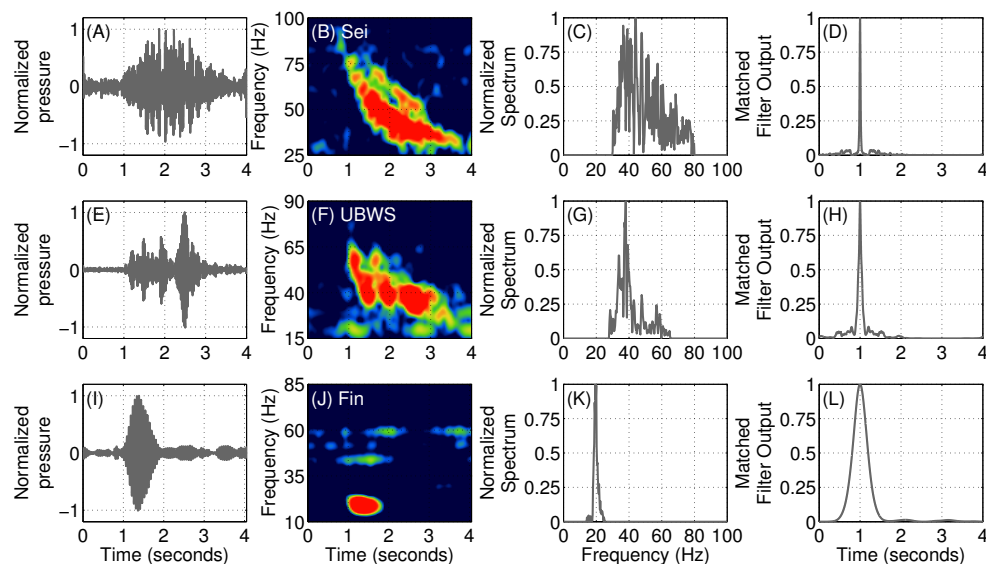 (A)
Normalized
pressure
1
0
−1
0 1 2 3 4
(B) Sei
Frequency (Hz)
100
75
50
25
0 1 2 3 4
(C)
Normalized
Spectrum
1
0.75
0.5
0.25
0
0 20 40 60 80 100
(D)
Matched
Filter Output
1
0.75
0.5
0.25
0
0 1 2 3 4
(E)
Normalized
pressure
1
0
−1
0 1 2 3 4
(F) UBWS
Frequency (Hz)
90
65
40
15
0 1 2 3 4
(G)
Normalized
Spectrum
1
0.75
0.5
0.25
0
0 20 40 60 80 100
(H)
Matched
Filter Output
1
0.75
0.5
0.25
0
0 1 2 3 4
(I)
Normalized
pressure
1
0
−1
0 1 2 3 4
Time (seconds)
(J) Fin
Frequency (Hz)
85
60
35
10
0 1 2 3 4
Time (seconds)
(K)
Normalized
Spectrum
1
0.75
0.5
0.25
0
0 20 40 60 80 100
Frequency (Hz)
(L)
Matched
Filter Output
1
0.75
0.5
0.25
0
0 1 2 3 4
Time (seconds)